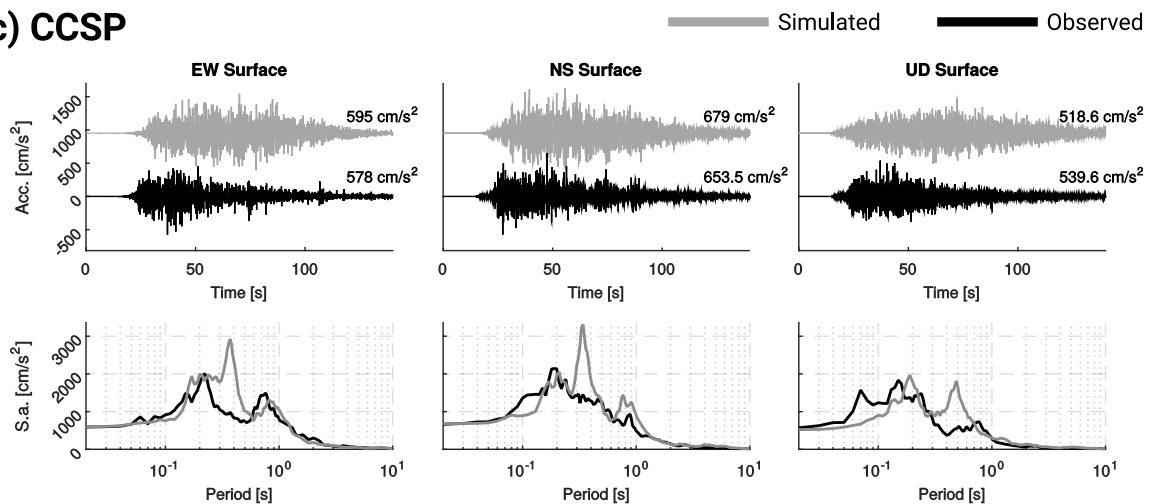 c) CCSP
Simulated
Observed
EW Surface
NS Surface
UD Surface
Acc. [cm/s²]
1500
1000
500
0
-500
595 cm/s²
578 cm/s²
679 cm/s²
653.5 cm/s²
518.6 cm/s²
539.6 cm/s²
0 50 100
0 50 100
0 50 100
Time [s]
Time [s]
Time [s]
S.a. [cm/s²]
3000
2000
1000
0
10⁻¹ 10⁰ 10¹
10⁻¹ 10⁰ 10¹
10⁻¹ 10⁰ 10¹
Period [s]
Period [s]
Period [s]